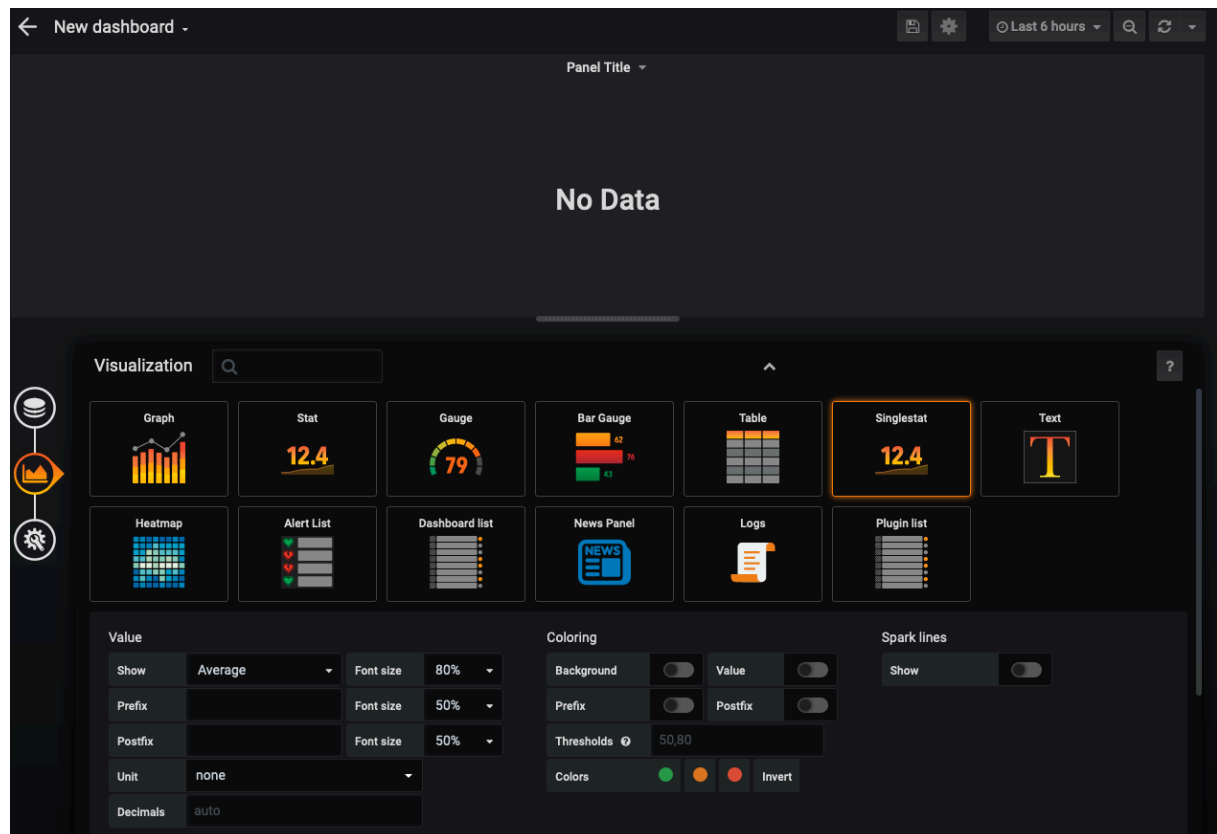 New dashboard
Last 6 hours
Panel Title
No Data
Visualization
?
Graph Stat Gauge Bar Gauge Table Singlestat Text
12.4 79 62 76 43 12.4 T
Heatmap Alert List Dashboard list News Panel Logs Plugin list
NEWS
Value Coloring Spark lines
Show Average Font size 80% Background Value Show
Prefix Font size 50% Prefix Postfix
Postfix Font size 50% Thresholds ? 50,80
Unit none Colors Invert
Decimals auto